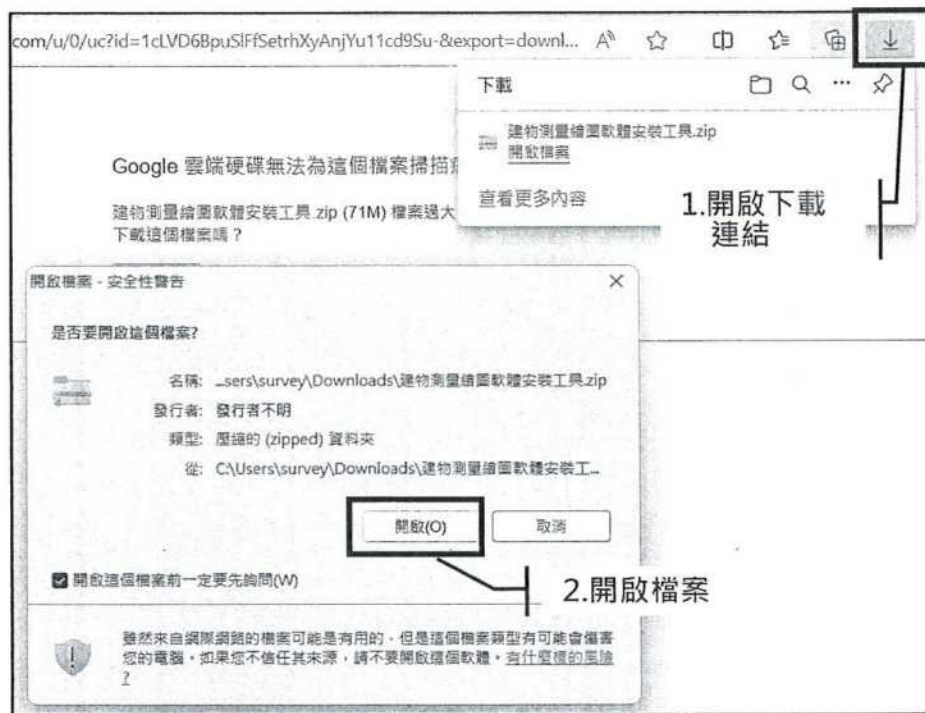 com/u/0/uc?id=1cLVD6BpuSlFfSetrhXyAnjYu11cd9Su-&export=downl...
下載
建物測量繪圖軟體安裝工具.zip
開啟檔案
查看更多內容
Google 雲端硬碟無法為這個檔案掃描
建物測量繪圖軟體安裝工具.zip (71M) 檔案過大
下載這個檔案嗎？
1.開啟下載
連結
開啟檔案 - 安全性警告
是否要開啟這個檔案?
名稱: ...sers\survey\Downloads\建物測量繪圖軟體安裝工具.zip
發行者: 發行者不明
類型: 壓縮的 (zipped) 資料夾
從: C:\Users\survey\Downloads\建物測量繪圖軟體安裝工...
開啟(O)
取消
開啟這個檔案前一定要先詢問(W)
2.開啟檔案
雖然來自網際網路的檔案可能是有用的，但是這個檔案類型有可能會傷害
您的電腦。如果您不信任其來源，請不要開啟這個軟體。有什麼樣的風險
?